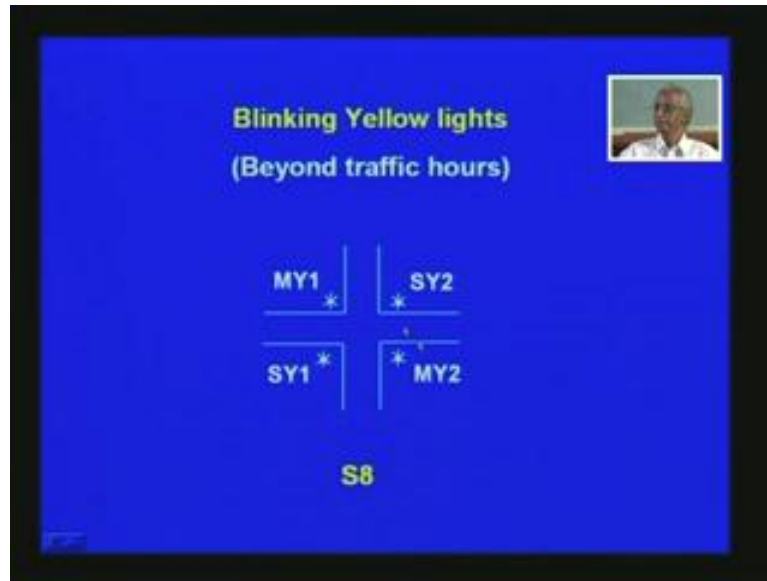 Blinking Yellow lights
(Beyond traffic hours)
MY1 SY2
SY1 MY2
S8